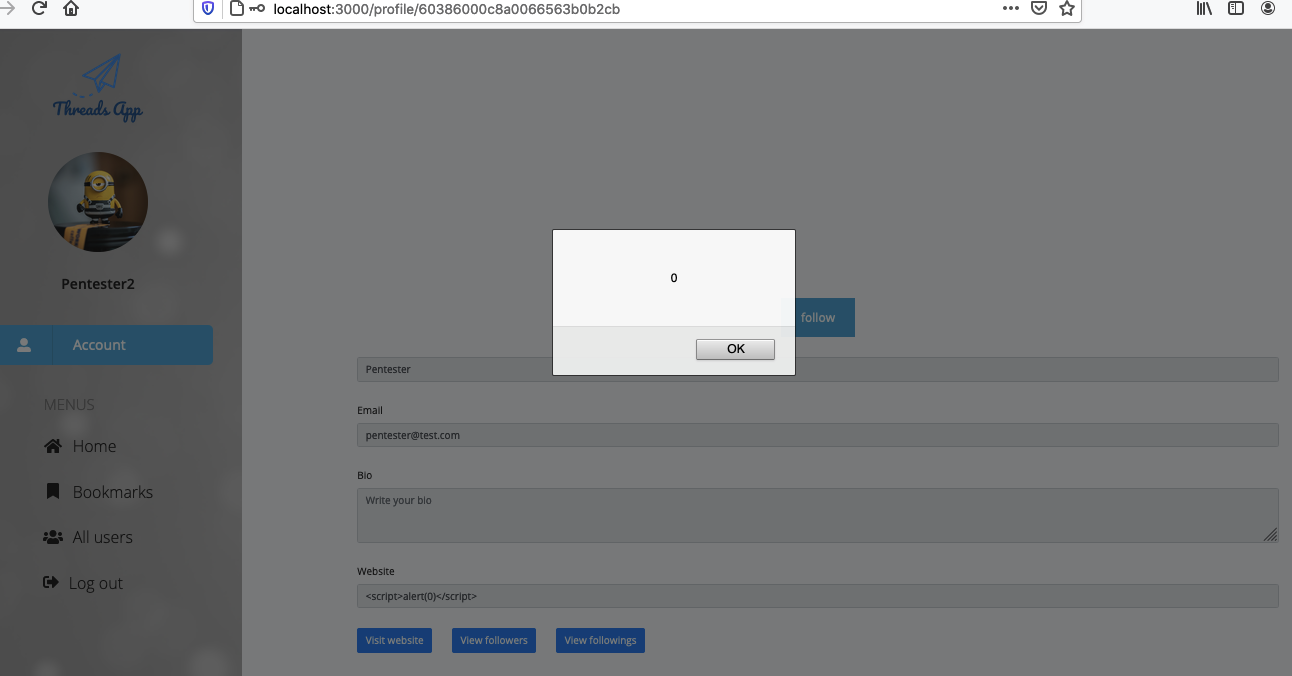 localhost:3000/profile/60386000c8a0066563b0b2cb
Threads App
Pentester2
Account
MENUS
Home
Bookmarks
All users
Log out
0
OK
follow
Pentester
Email
pentester@test.com
Bio
Write your bio
Website
<script>alert(0)</script>
Visit website
View followers
View followings